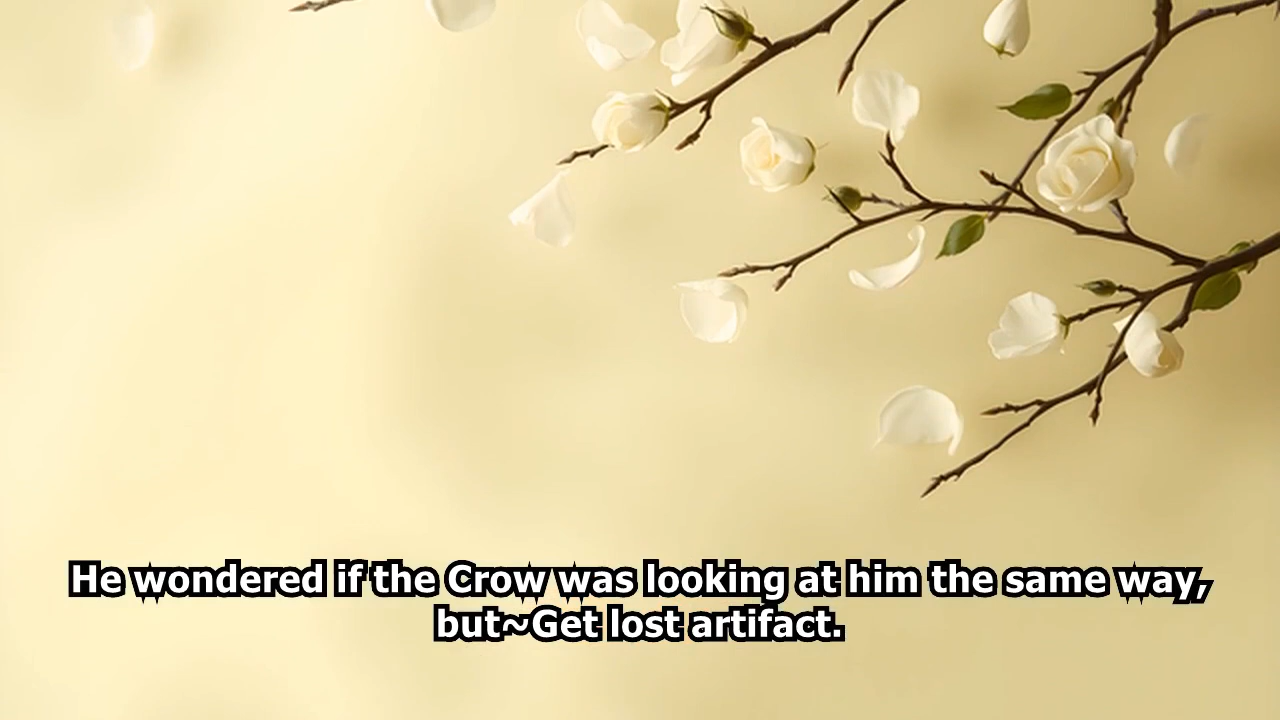 He wondered if the Crow was looking at him the same way,
but~Get lost artifact.